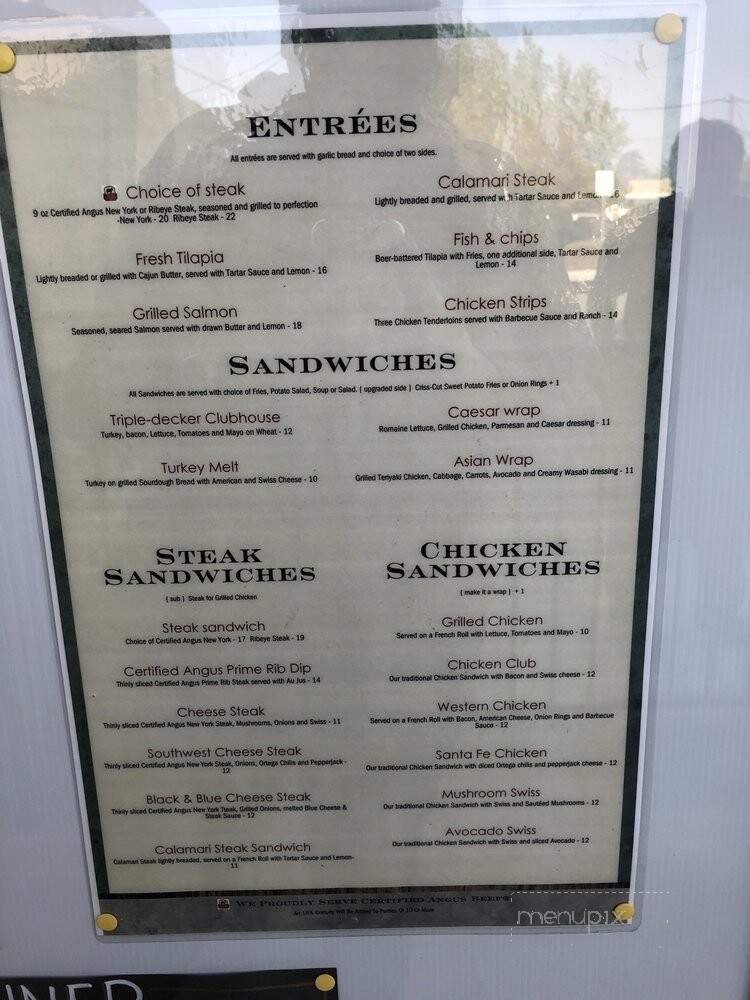 ENTRÉES
All entrées are served with garlic bread and choice of two sides.
Choice of steak
9 oz Certified Angus New York or Ribeye Steak, seasoned and grilled to perfection
-New York - 20 Ribeye Steak - 22
Fresh Tilapia
Lightly breaded or grilled with Cajun Butter, served with Tartar Sauce and Lemon - 16
Grilled Salmon
Seasoned, seared Salmon served with drawn Butter and Lemon - 18
Calamari Steak
Lightly breaded and grilled, served with Tartar Sauce and
Fish & chips
Beer-battered Tilapia with Fries, one additional side, Tartar Sauce and
Lemon - 14
Chicken Strips
Three Chicken Tenderloins served with Barbecue Sauce and Ranch - 14
SANDWICHES
All Sandwiches are served with choice of Fries, Potato Salad, Soup or Salad. ( upgraded side ) Criss-Cut Sweet Potato Fries or Onion Rings + 1
Triple-decker Clubhouse
Turkey, bacon, Lettuce, Tomatoes and Mayo on Wheat - 12
Turkey Melt
Turkey on grilled Sourdough Bread with American and Swiss Cheese - 10
Caesar wrap
Romaine Lettuce, Grilled Chicken, Parmesan and Caesar dressing - 11
Asian Wrap
Grilled Teriyaki Chicken, Cabbage, Carrots, Avocado and Creamy Wasabi dressing - 11
STEAK
SANDWICHES
( sub ) Steak for Grilled Chicken
Steak sandwich
Choice of Certified Angus New York - 17 Ribeye Steak - 19
Certified Angus Prime Rib Dip
Thinly sliced Certified Angus Prime Rib Steak served with Au Jus - 14
Cheese Steak
Thinly sliced Certified Angus New York Steak, Mushrooms, Onions and Swiss - 11
Southwest Cheese Steak
Thinly sliced Certified Angus New York Steak, Onions, Ortega Chilis and Pepperjack -
12
Black & Blue Cheese Steak
Thinly sliced Certified Angus New York Steak, Grilled Onions, melted Blue Cheese &
Steak Sauce - 12
Calamari Steak Sandwich
Calamari Steak lightly breaded, served on a French Roll with Tartar Sauce and Lemon-
11
CHICKEN
SANDWICHES
( make it a wrap ) + 1
Grilled Chicken
Served on a French Roll with Lettuce, Tomatoes and Mayo - 10
Chicken Club
Our traditional Chicken Sandwich with Bacon and Swiss cheese - 12
Western Chicken
Served on a French Roll with Bacon, American Cheese, Onion Rings and Barbecue
Sauce - 12
Santa Fe Chicken
Our traditional Chicken Sandwich with diced Ortega chilis and pepperjack cheese - 12
Mushroom Swiss
Our traditional Chicken Sandwich with Swiss and Sautéed Mushrooms - 12
Avocado Swiss
Our traditional Chicken Sandwich with Swiss and sliced Avocado - 12
WE PROUDLY SERVE CERTIFIED ANGUS BEEF®
An 18% Gratuity Will Be Added To Parties Of 10 Or More
menupix